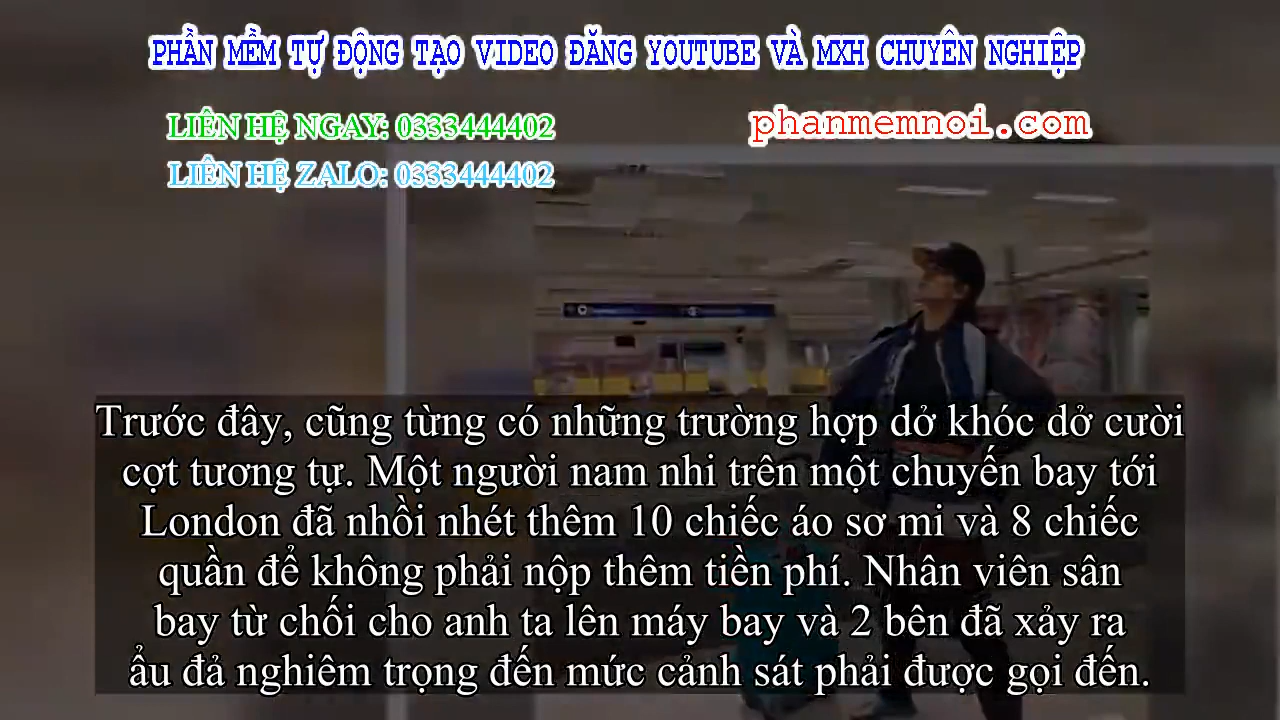 PHẦN MỀM TỰ ĐỘNG TẠO VIDEO ĐĂNG YOUTUBE VÀ MXH CHUYÊN NGHIỆP
LIÊN HỆ NGAY: 0333444402
phanmemnoi.com
LIÊN HỆ ZALO: 0333444402
Trước đây, cũng từng có những trường hợp dở khóc dở cười
cợt tương tự. Một người nam nhi trên một chuyến bay tới
London đã nhồi nhét thêm 10 chiếc áo sơ mi và 8 chiếc
quần để không phải nộp thêm tiền phí. Nhân viên sân
bay từ chối cho anh ta lên máy bay và 2 bên đã xảy ra
ẩu đả nghiêm trọng đến mức cảnh sát phải được gọi đến.